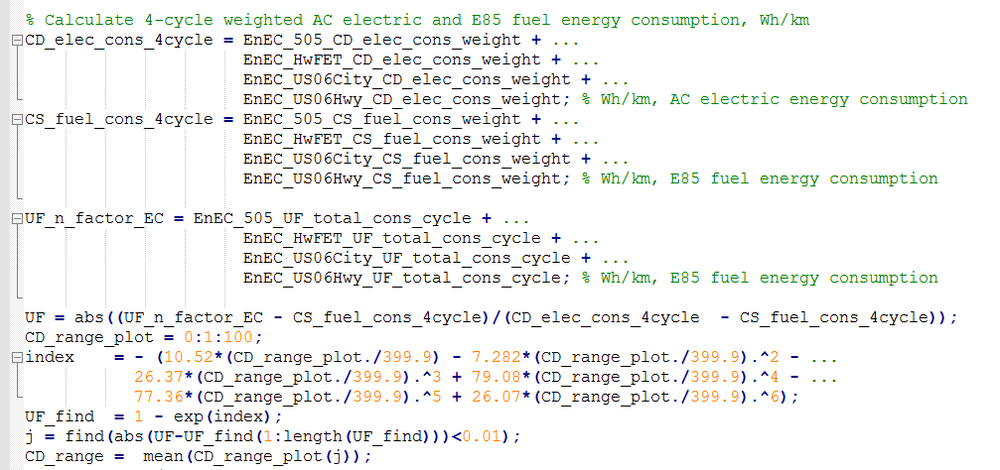 % Calculate 4-cycle weighted AC electric and E85 fuel energy consumption, Wh/km
CD_elec_cons_4cycle = EnEC_505_CD_elec_cons_weight + ...
EnEC_HwFET_CD_elec_cons_weight + ...
EnEC_US06City_CD_elec_cons_weight + ...
EnEC_US06Hwy_CD_elec_cons_weight; % Wh/km, AC electric energy consumption
CS_fuel_cons_4cycle = EnEC_505_CS_fuel_cons_weight + ...
EnEC_HwFET_CS_fuel_cons_weight + ...
EnEC_US06City_CS_fuel_cons_weight + ...
EnEC_US06Hwy_CS_fuel_cons_weight; % Wh/km, E85 fuel energy consumption
UF_n_factor_EC = EnEC_505_UF_total_cons_cycle + ...
EnEC_HwFET_UF_total_cons_cycle + ...
EnEC_US06City_UF_total_cons_cycle + ...
EnEC_US06Hwy_UF_total_cons_cycle; % Wh/km, E85 fuel energy consumption
UF = abs((UF_n_factor_EC - CS_fuel_cons_4cycle)/(CD_elec_cons_4cycle  - CS_fuel_cons_4cycle));
CD_range_plot = 0:1:100;
index    = - (10.52*(CD_range_plot./399.9) - 7.282*(CD_range_plot./399.9).^2 - ...
26.37*(CD_range_plot./399.9).^3 + 79.08*(CD_range_plot./399.9).^4 - ...
77.36*(CD_range_plot./399.9).^5 + 26.07*(CD_range_plot./399.9).^6);
UF_find  = 1 - exp(index);
j = find(abs(UF-UF_find(1:length(UF_find)))<0.01);
CD_range =  mean(CD_range_plot(j));